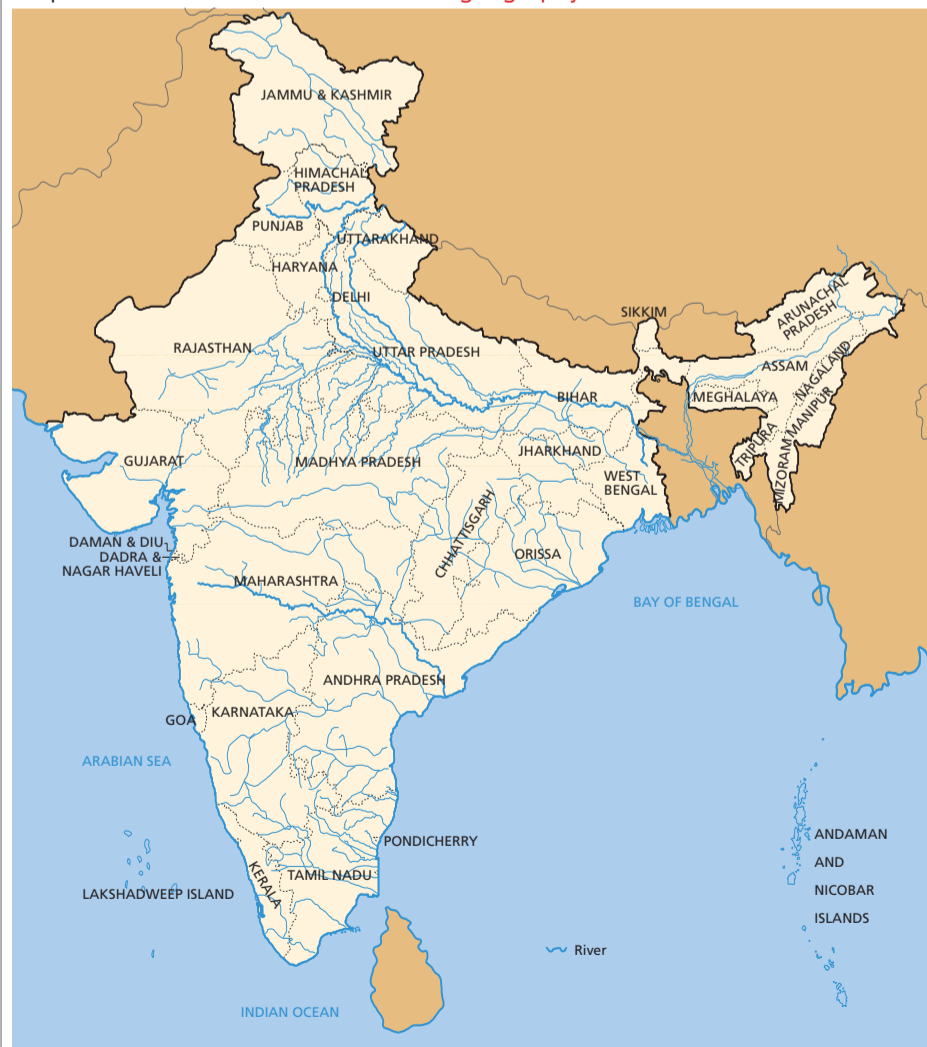 JAMMU & KASHMIR
HIMACHAL
PRADESH
PUNJAB
UTTARAKHAND
HARYANA
DELHI
SIKKIM
ARUNACHAL
PRADESH
RAJASTHAN
UTTAR PRADESH
ASSAM
NAGALAND
BIHAR
MEGHALAYA
MANIPUR
TRIPURA
MIZORAM
GUJARAT
MADHYA PRADESH
JHARKHAND
WEST
BENGAL
CHHATTISGARH
ORISSA
DAMAN & DIU
DADRA &
NAGAR HAVELI
MAHARASHTRA
BAY OF BENGAL
ANDHRA PRADESH
GOA
KARNATAKA
ARABIAN SEA
PONDICHERRY
ANDAMAN
AND
NICOBAR
ISLANDS
KERALA
TAMIL NADU
LAKSHADWEEP ISLAND
River
INDIAN OCEAN